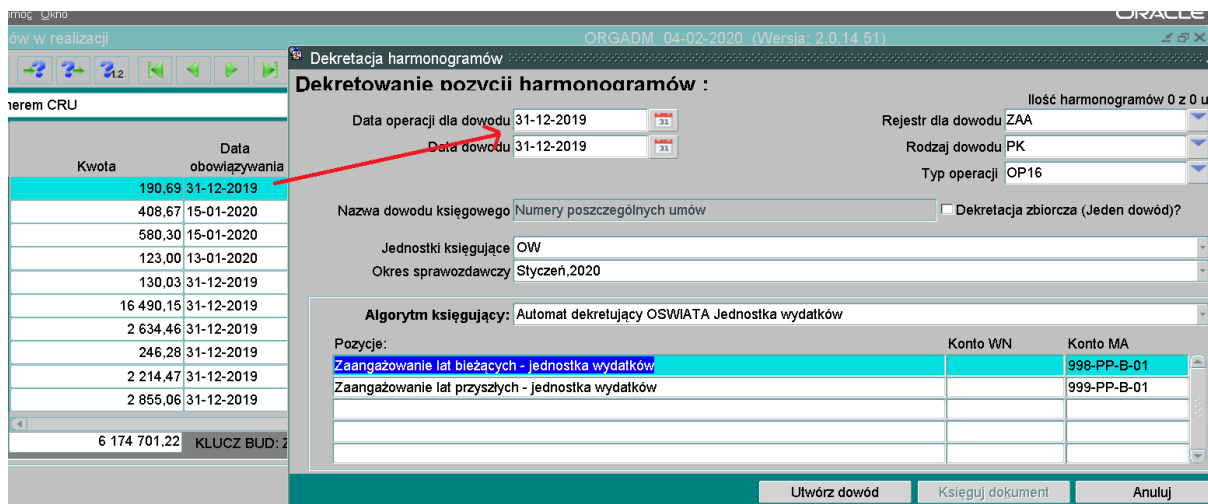 omoc Okno
ORACLE
ów w realizacji
ORGADM 04-02-2020 (Wersja: 2.0.14 51)
Dekretacja harmonogramów
Dekretowanie pozycji harmonogramów :
Ilość harmonogramów 0 z 0 u
nerem CRU
Data operacji dla dowodu 31-12-2019
Rejestr dla dowodu ZAA
Data dowodu 31-12-2019
Rodzaj dowodu PK
Typ operacji OP16
Kwota
Data obowiązywania
190,69 31-12-2019
408,67 15-01-2020
580,30 15-01-2020
123,00 13-01-2020
130,03 31-12-2019
16 490,15 31-12-2019
2 634,46 31-12-2019
246,28 31-12-2019
2 214,47 31-12-2019
2 855,06 31-12-2019
6 174 701,22 KLUCZ BUD: Z
Nazwa dowodu księgowego Numery poszczególnych umów
Dekretacja zbiorcza (Jeden dowód)?
Jednostki księgujące OW
Okres sprawozdawczy Styczeń,2020
Algorytm księgujący: Automat dekretujący OSWIATA Jednostka wydatków
Pozycje: Konto WN Konto MA
Zaangażowanie lat bieżących - jednostka wydatków 998-PP-B-01
Zaangażowanie lat przyszłych - jednostka wydatków 999-PP-B-01
Utwórz dowód Księguj dokument Anuluj